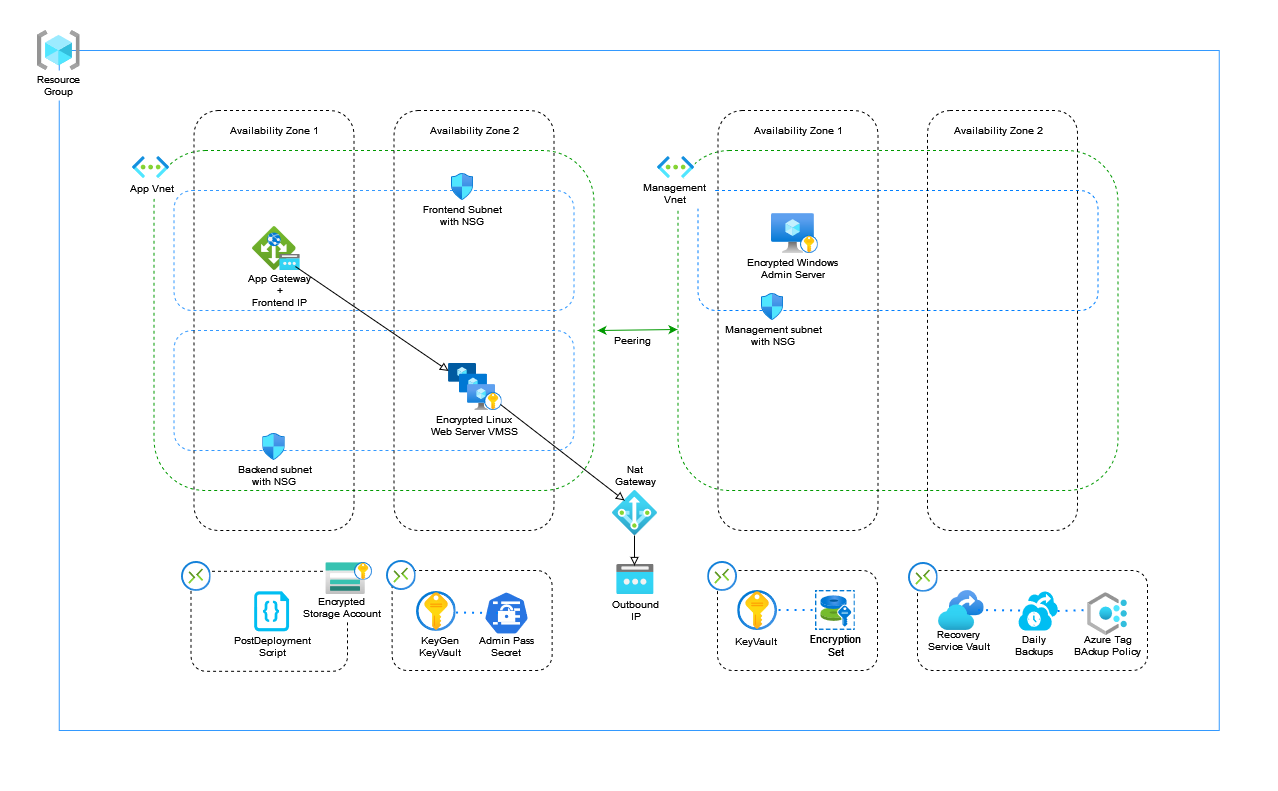 Resource
Group
Availability Zone 1
Availability Zone 2
Availability Zone 1
Availability Zone 2
App Vnet
Management
Vnet
Frontend Subnet
with NSG
App Gateway
+
Frontend IP
Encrypted Windows
Admin Server
Management subnet
with NSG
Peering
Encrypted Linux
Web Server VMSS
Backend subnet
with NSG
Nat
Gateway
Outbound
IP
Encrypted
Storage Account
PostDeployment
Script
KeyGen
KeyVault
Admin Pass
Secret
KeyVault
Encryption
Set
Recovery
Service Vault
Daily
Backups
Azure Tag
BAckup Policy